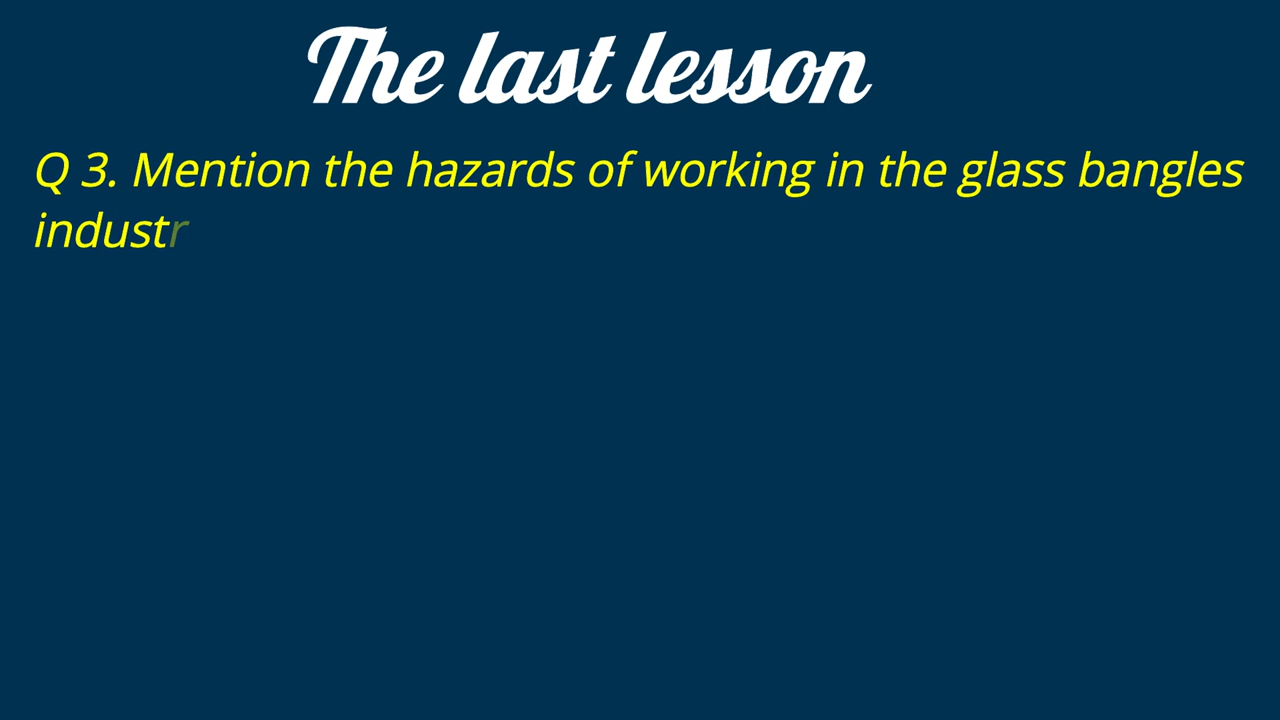 The last lesson
Q 3. Mention the hazards of working in the glass bangles
industr